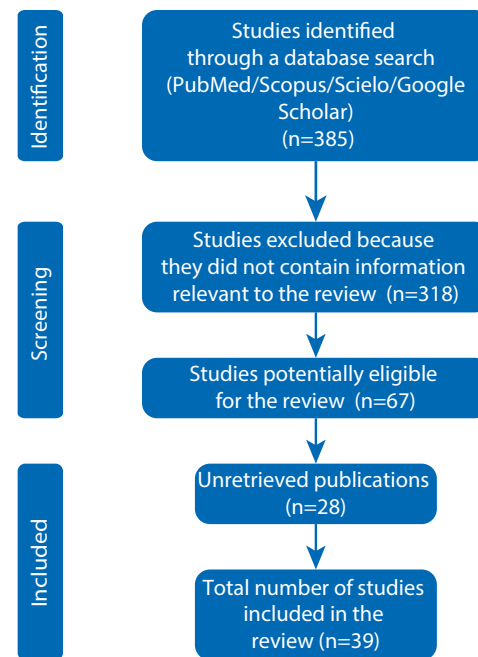 Identification
Studies identified
through a database search
(PubMed/Scopus/Scielo/Google
Scholar)
(n=385)
Screening
Studies excluded because
they did not contain information
relevant to the review (n=318)
Studies potentially eligible
for the review (n=67)
Included
Unretrieved publications
(n=28)
Total number of studies
included in the
review (n=39)